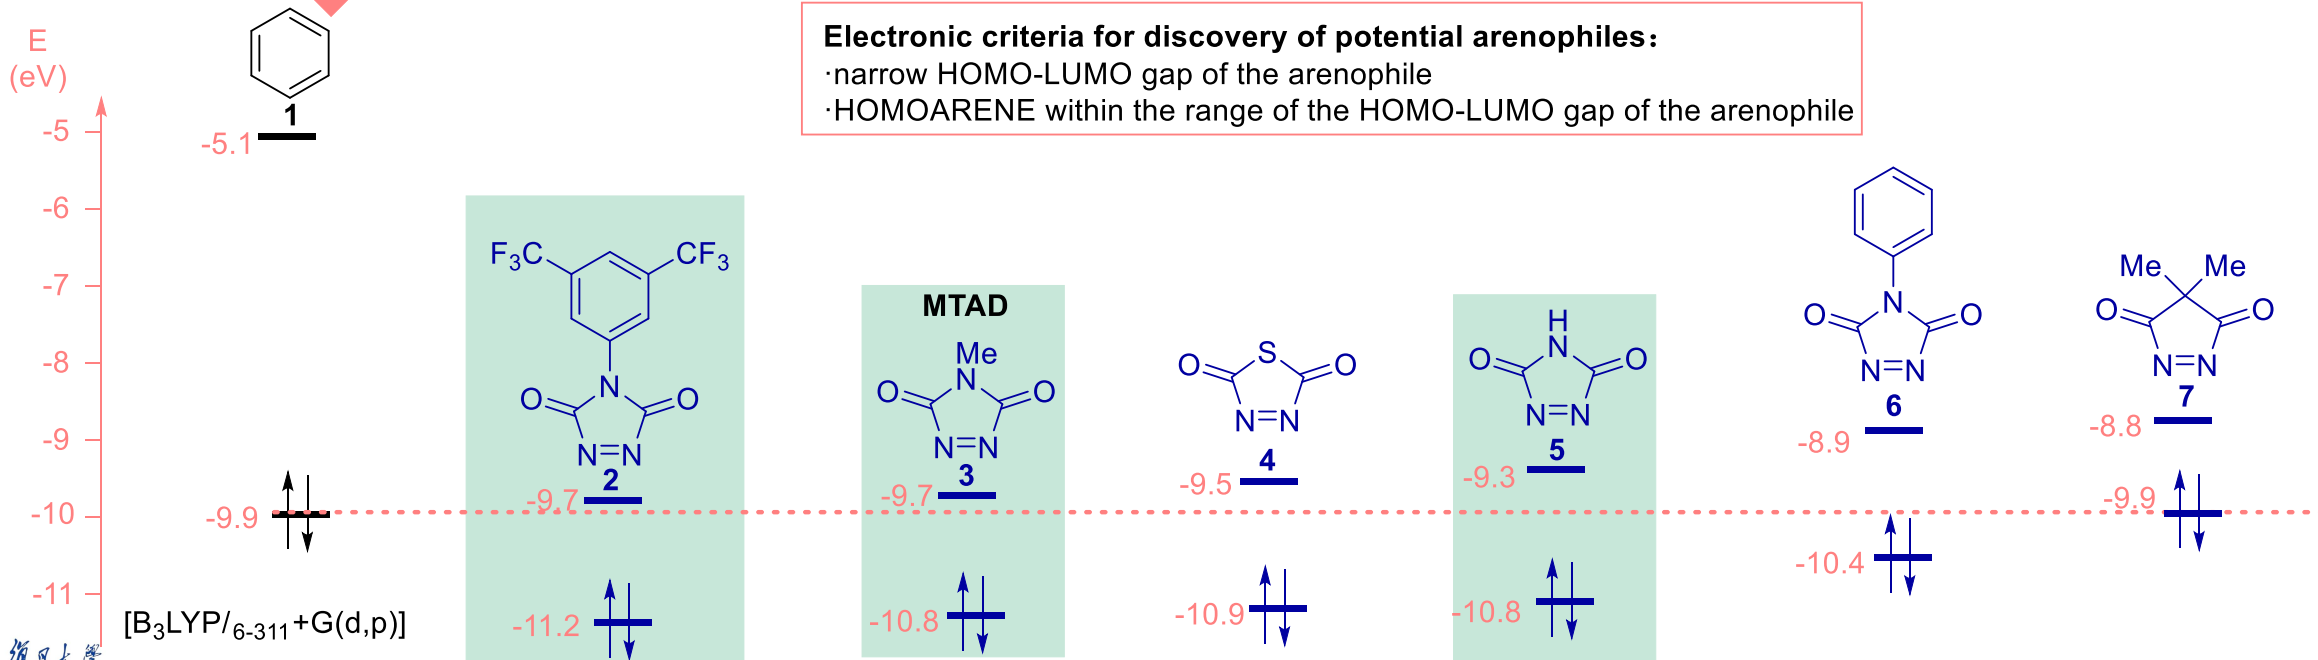 E
(eV)
-5
-6
-7
-8
-9
-10
-11
1
-5.1
-9.9
[B3LYP/6-311+G(d,p)]
Electronic criteria for discovery of potential arenophiles：
·narrow HOMO-LUMO gap of the arenophile
·HOMOARENE within the range of the HOMO-LUMO gap of the arenophile
F3C
CF3
N
O
O
N=N
2
-9.7
-11.2
MTAD
Me
N
O
O
N=N
3
-9.7
-10.8
S
O
O
N=N
4
-9.5
-10.9
H
N
O
O
N=N
5
-9.3
-10.8
N
O
O
N=N
6
-8.9
-10.4
Me Me
O
O
N=N
7
-8.8
-9.9